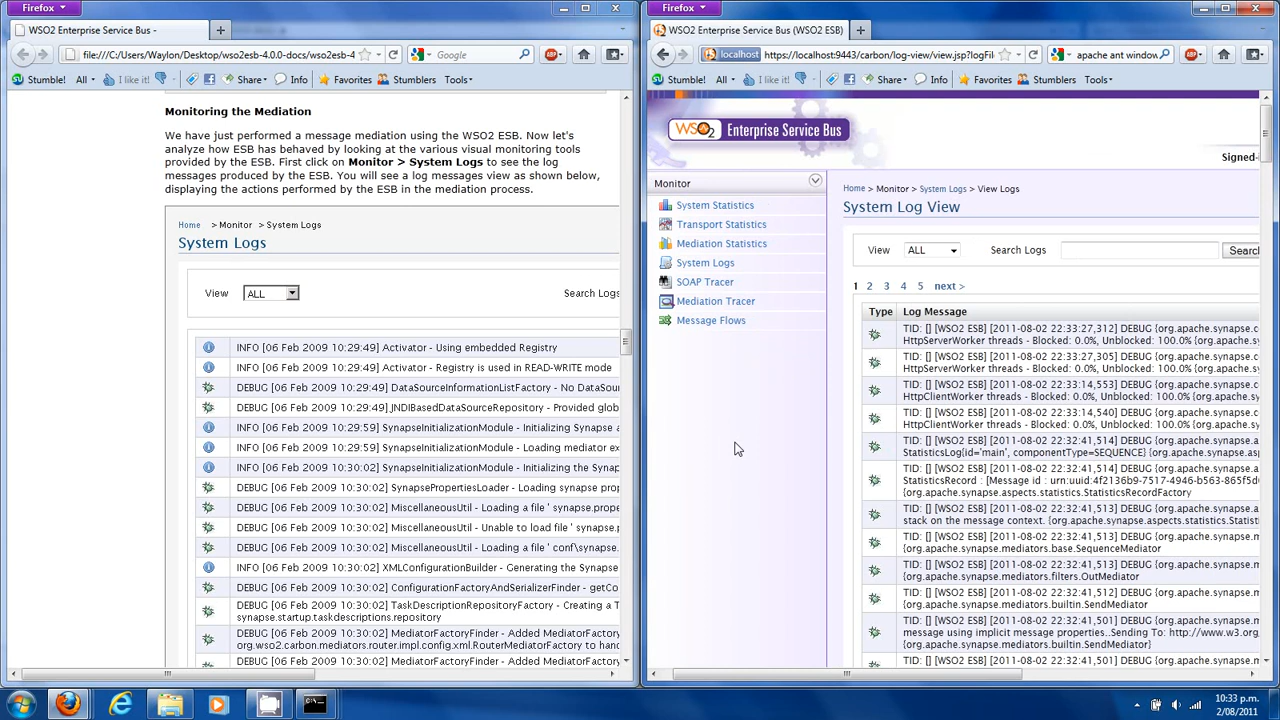 Firefox
WSO2 Enterprise Service Bus -
file:///C:/Users/Waylon/Desktop/wso2esb-4.0.0-docs/wso2esb-4
Google
Stumble! All I like it! Share Info Favorites Stumblers Tools
Monitoring the Mediation
We have just performed a message mediation using the WSO2 ESB. Now let's
analyze how ESB has behaved by looking at the various visual monitoring tools
provided by the ESB. First click on Monitor > System Logs to see the log
messages produced by the ESB. You will see a log messages view as shown below,
displaying the actions performed by the ESB in the mediation process.
Home > Monitor > System Logs
System Logs
View ALL Search Logs
INFO [06 Feb 2009 10:29:49] Activator - Using embedded Registry
INFO [06 Feb 2009 10:29:49] Activator - Registry is used in READ-WRITE mode
DEBUG [06 Feb 2009 10:29:49] DataSourceInformationListFactory - No DataSour
DEBUG [06 Feb 2009 10:29:49] JNDIBasedDataSourceRepository - Provided glob
INFO [06 Feb 2009 10:29:59] SynapseInitializationModule - Initializing Synapse a
INFO [06 Feb 2009 10:29:59] SynapseInitializationModule - Loading mediator ex
INFO [06 Feb 2009 10:30:02] SynapseInitializationModule - Initializing the Synap
DEBUG [06 Feb 2009 10:30:02] SynapsePropertiesLoader - Loading synapse prope
DEBUG [06 Feb 2009 10:30:02] MiscellaneousUtil - Loading a file ' synapse.prope
DEBUG [06 Feb 2009 10:30:02] MiscellaneousUtil - Unable to load file ' synapse.p
DEBUG [06 Feb 2009 10:30:02] MiscellaneousUtil - Loading a file ' conf\synapse.
INFO [06 Feb 2009 10:30:02] XMLConfigurationBuilder - Generating the Synapse
DEBUG [06 Feb 2009 10:30:02] ConfigurationFactoryAndSerializerFinder - getCo
DEBUG [06 Feb 2009 10:30:02] TaskDescriptionRepositoryFactory - Creating a T
synapse.startup.taskdescriptions.repository
DEBUG [06 Feb 2009 10:30:02] MediatorFactoryFinder - Added MediatorFactory
org.wso2.carbon.mediators.router.impl.config.xml.RouterMediatorFactory to hand
DEBUG [06 Feb 2009 10:30:02] MediatorFactoryFinder - Added MediatorFactory
Firefox
WSO2 Enterprise Service Bus (WSO2 ESB)
localhost https://localhost:9443/carbon/log-view/view.jsp?logFil
apache ant window
Stumble! All I like it! Share Info Favorites Stumblers Tools
WSO2 Enterprise Service Bus
Signed-
Monitor
System Statistics
Transport Statistics
Mediation Statistics
System Logs
SOAP Tracer
Mediation Tracer
Message Flows
Home > Monitor > System Logs > View Logs
System Log View
View ALL Search Logs Search
1 2 3 4 5 next >
Type Log Message
TID: [] [WSO2 ESB] [2011-08-02 22:33:27,312] DEBUG {org.apache.synapse.c
HttpServerWorker threads - Blocked: 0.0%, Unblocked: 100.0% {org.apache.sy
TID: [] [WSO2 ESB] [2011-08-02 22:33:27,305] DEBUG {org.apache.synapse.c
HttpServerWorker threads - Blocked: 0.0%, Unblocked: 100.0% {org.apache.sy
TID: [] [WSO2 ESB] [2011-08-02 22:33:14,553] DEBUG {org.apache.synapse.c
HttpClientWorker threads - Blocked: 0.0%, Unblocked: 100.0% {org.apache.sy
TID: [] [WSO2 ESB] [2011-08-02 22:33:14,540] DEBUG {org.apache.synapse.c
HttpClientWorker threads - Blocked: 0.0%, Unblocked: 100.0% {org.apache.sy
TID: [] [WSO2 ESB] [2011-08-02 22:32:41,514] DEBUG {org.apache.synapse.a
StatisticsLog{id='main', componentType=SEQUENCE} {org.apache.synapse.asp
TID: [] [WSO2 ESB] [2011-08-02 22:32:41,514] DEBUG {org.apache.synapse.a
StatisticsRecord : [Message id : urn:uuid:4f2136b9-7517-4946-b563-865f5d
{org.apache.synapse.aspects.statistics.StatisticsRecordFactory
TID: [] [WSO2 ESB] [2011-08-02 22:32:41,514] DEBUG {org.apache.synapse.a
stack on the message context. {org.apache.synapse.aspects.statistics.Statisti
TID: [] [WSO2 ESB] [2011-08-02 22:32:41,513] DEBUG {org.apache.synapse.m
{org.apache.synapse.mediators.base.SequenceMediator
TID: [] [WSO2 ESB] [2011-08-02 22:32:41,513] DEBUG {org.apache.synapse.m
{org.apache.synapse.mediators.filters.OutMediator
TID: [] [WSO2 ESB] [2011-08-02 22:32:41,512] DEBUG {org.apache.synapse.m
{org.apache.synapse.mediators.builtin.SendMediator
TID: [] [WSO2 ESB] [2011-08-02 22:32:41,501] DEBUG {org.apache.synapse.m
message using implicit message properties..Sending To: http://www.w3.org
{org.apache.synapse.mediators.builtin.SendMediator}
TID: [] [WSO2 ESB] [2011-08-02 22:32:41,501] DEBUG {org.apache.synapse.m
10:33 p.m.
2/08/2011